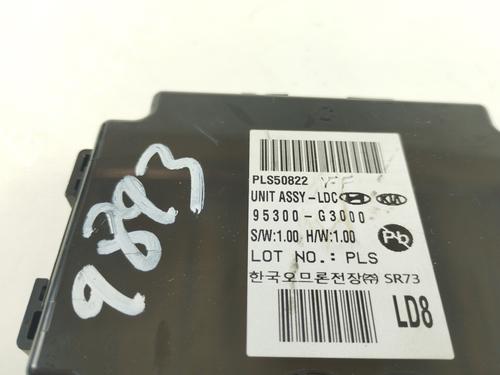 9893
PLS50822
UNIT ASSY-LDC KIA
95300-G3000
S/W:1.00 H/W:1.00 Pb
LOT NO.: PLS
한국오므론전장㈜ SR73
LD8